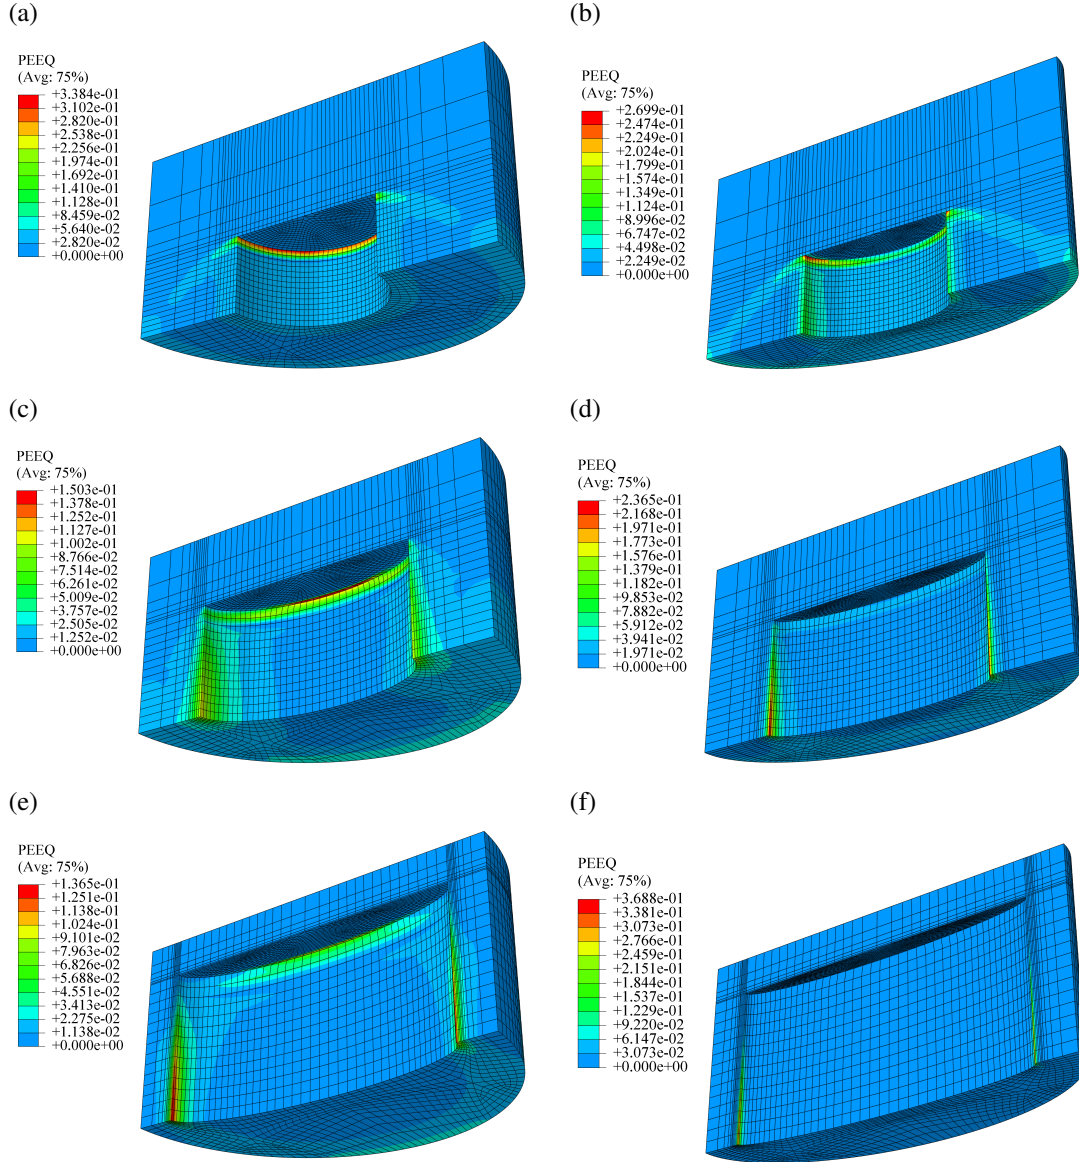 (a)
PEEQ
(Avg: 75%)
+3.384e-01
+3.102e-01
+2.820e-01
+2.538e-01
+2.256e-01
+1.974e-01
+1.692e-01
+1.410e-01
+1.128e-01
+8.459e-02
+5.640e-02
+2.820e-02
+0.000e+00
(b)
PEEQ
(Avg: 75%)
+2.699e-01
+2.474e-01
+2.249e-01
+2.024e-01
+1.799e-01
+1.574e-01
+1.349e-01
+1.124e-01
+8.996e-02
+6.747e-02
+4.498e-02
+2.249e-02
+0.000e+00
(c)
PEEQ
(Avg: 75%)
+1.503e-01
+1.378e-01
+1.252e-01
+1.127e-01
+1.002e-01
+8.766e-02
+7.514e-02
+6.261e-02
+5.009e-02
+3.757e-02
+2.505e-02
+1.252e-02
+0.000e+00
(d)
PEEQ
(Avg: 75%)
+2.365e-01
+2.168e-01
+1.971e-01
+1.773e-01
+1.576e-01
+1.379e-01
+1.182e-01
+9.853e-02
+7.882e-02
+5.912e-02
+3.941e-02
+1.971e-02
+0.000e+00
(e)
PEEQ
(Avg: 75%)
+1.365e-01
+1.251e-01
+1.138e-01
+1.024e-01
+9.101e-02
+7.963e-02
+6.826e-02
+5.688e-02
+4.551e-02
+3.413e-02
+2.275e-02
+1.138e-02
+0.000e+00
(f)
PEEQ
(Avg: 75%)
+3.688e-01
+3.381e-01
+3.073e-01
+2.766e-01
+2.459e-01
+2.151e-01
+1.844e-01
+1.537e-01
+1.229e-01
+9.220e-02
+6.147e-02
+3.073e-02
+0.000e+00